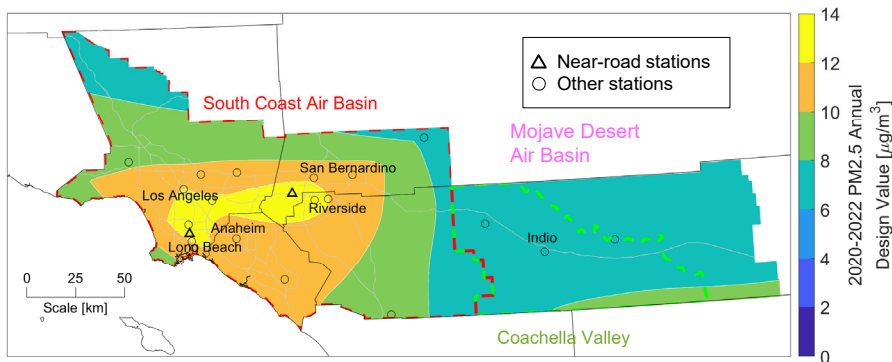 Near-road stations
Other stations
South Coast Air Basin
Mojave Desert
Air Basin
San Bernardino
Los Angeles
Riverside
Anaheim
Long Beach
Indio
0 25 50
Scale [km]
Coachella Valley
14
12
10
8
6
4
2
0
2020-2022 PM2.5 Annual
Design Value [µg/m³]